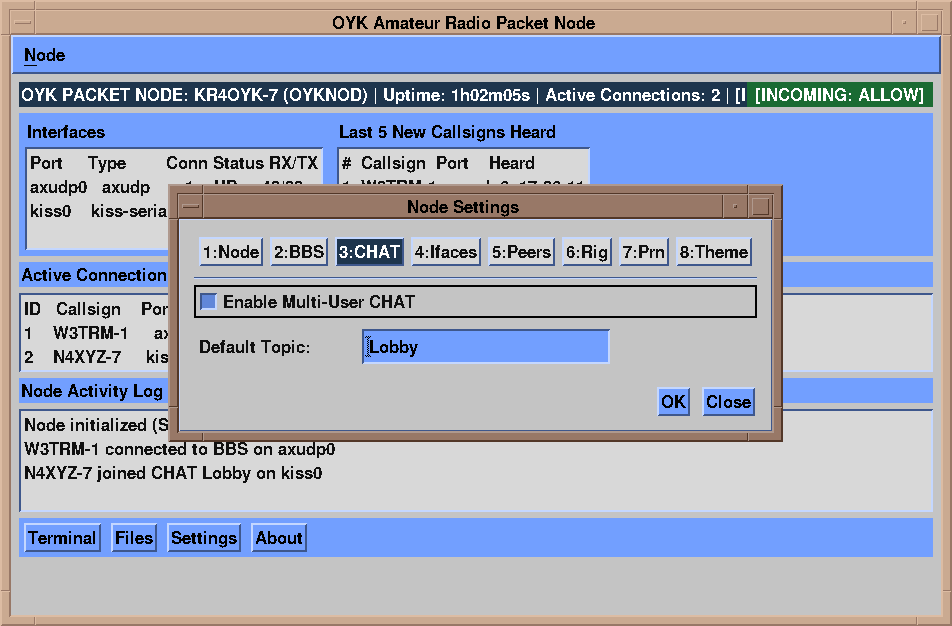 OYK Amateur Radio Packet Node
Node
OYK PACKET NODE: KR4OYK-7 (OYKNOD) | Uptime: 1h02m05s | Active Connections: 2 | [I [INCOMING: ALLOW]
Interfaces
Last 5 New Callsigns Heard
Port Type Conn Status RX/TX
# Callsign Port Heard
axudp0 axudp
kiss0 kiss-seria
Node Settings
1:Node 2:BBS 3:CHAT 4:Ifaces 5:Peers 6:Rig 7:Prn 8:Theme
Enable Multi-User CHAT
Default Topic: Lobby
OK Close
Active Connection
ID Callsign Por
1 W3TRM-1 ax
2 N4XYZ-7 kis
Node Activity Log
Node initialized (S
W3TRM-1 connected to BBS on axudp0
N4XYZ-7 joined CHAT Lobby on kiss0
Terminal Files Settings About